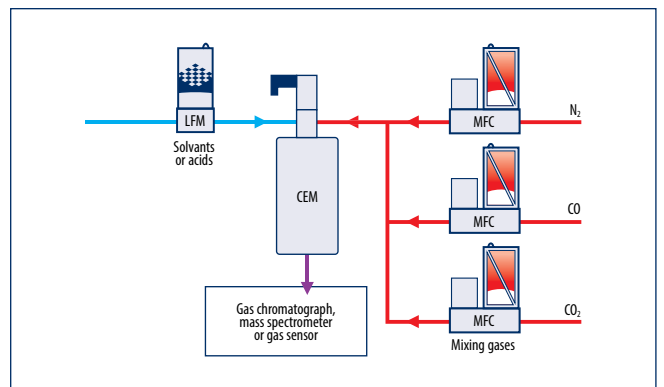 LFM
Solvants
or acids
CEM
Gas chromatograph,
mass spectrometer
or gas sensor
MFC
N₂
MFC
CO
MFC
CO₂
Mixing gases